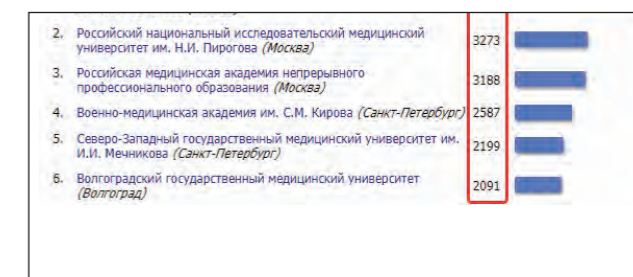 2. Российский национальный исследовательский медицинский 3273
университет им. Н.И. Пирогова (Москва)
3. Российская медицинская академия непрерывного 3188
профессионального образования (Москва)
4. Военно-медицинская академия им. С.М. Кирова (Санкт-Петербург) 2587
5. Северо-Западный государственный медицинский университет им. 2199
И.И. Мечникова (Санкт-Петербург)
6. Волгоградский государственный медицинский университет 2091
(Волгоград)